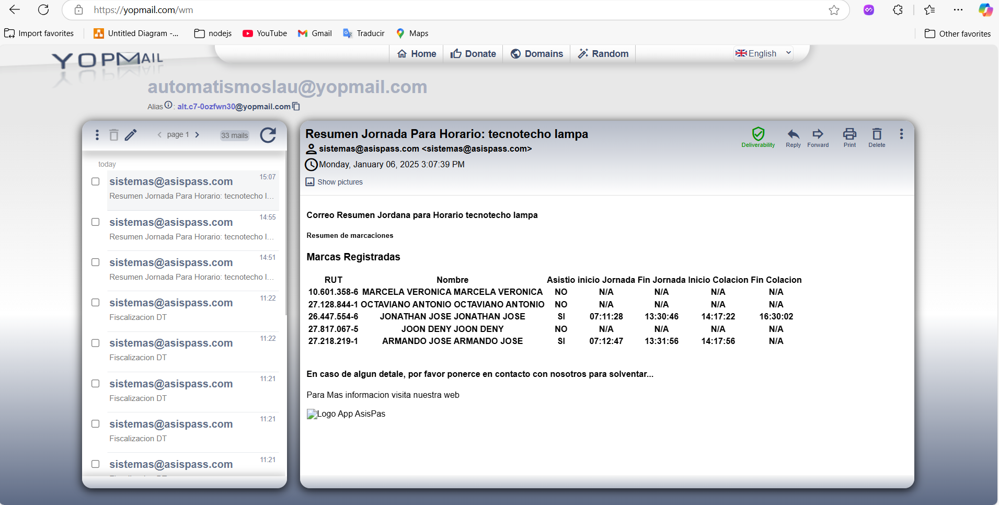 https://yopmail.com/wm
Import favorites
Untitled Diagram -...
nodejs
YouTube
Gmail
Traducir
Maps
Other favorites
YOPMAIL
Home
Donate
Domains
Random
English
automatismoslau@yopmail.com
Alias : alt.c7-0ozfwn30@yopmail.com
page 1
33 mails
today
sistemas@asispass.com 15:07
Resumen Jornada Para Horario: tecnotecho l...
sistemas@asispass.com 14:55
Resumen Jornada Para Horario: tecnotecho l...
sistemas@asispass.com 14:51
Resumen Jornada Para Horario: tecnotecho l...
sistemas@asispass.com 11:22
Fiscalizacion DT
sistemas@asispass.com 11:22
Fiscalizacion DT
sistemas@asispass.com 11:21
Fiscalizacion DT
sistemas@asispass.com 11:21
Fiscalizacion DT
sistemas@asispass.com 11:21
Resumen Jornada Para Horario: tecnotecho lampa
Deliverability
Reply
Forward
Print
Delete
sistemas@asispass.com <sistemas@asispass.com>
Monday, January 06, 2025 3:07:39 PM
Show pictures
Correo Resumen Jordana para Horario tecnotecho lampa
Resumen de marcaciones
Marcas Registradas
RUT Nombre Asistio inicio Jornada Fin Jornada Inicio Colacion Fin Colacion
10.601.358-6 MARCELA VERONICA MARCELA VERONICA NO N/A N/A N/A N/A
27.128.844-1 OCTAVIANO ANTONIO OCTAVIANO ANTONIO NO N/A N/A N/A N/A
26.447.554-6 JONATHAN JOSE JONATHAN JOSE SI 07:11:28 13:30:46 14:17:22 16:30:02
27.817.067-5 JOON DENY JOON DENY NO N/A N/A N/A N/A
27.218.219-1 ARMANDO JOSE ARMANDO JOSE SI 07:12:47 13:31:56 14:17:56 N/A
En caso de algun detale, por favor ponerce en contacto con nosotros para solventar...
Para Mas informacion visita nuestra web
Logo App AsisPas